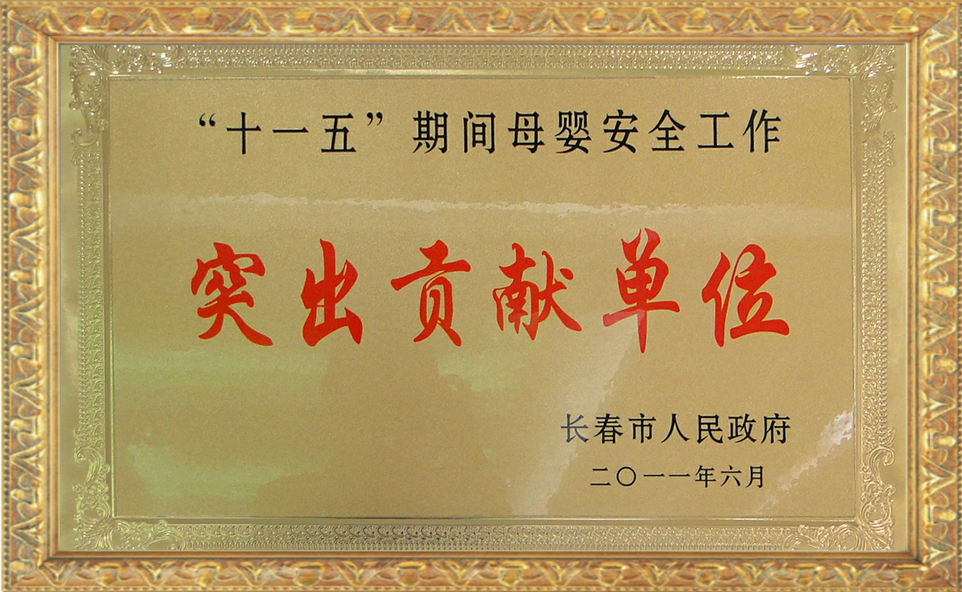 “十一五”期间母婴安全工作
突出贡献单位
长春市人民政府
二〇一一年六月